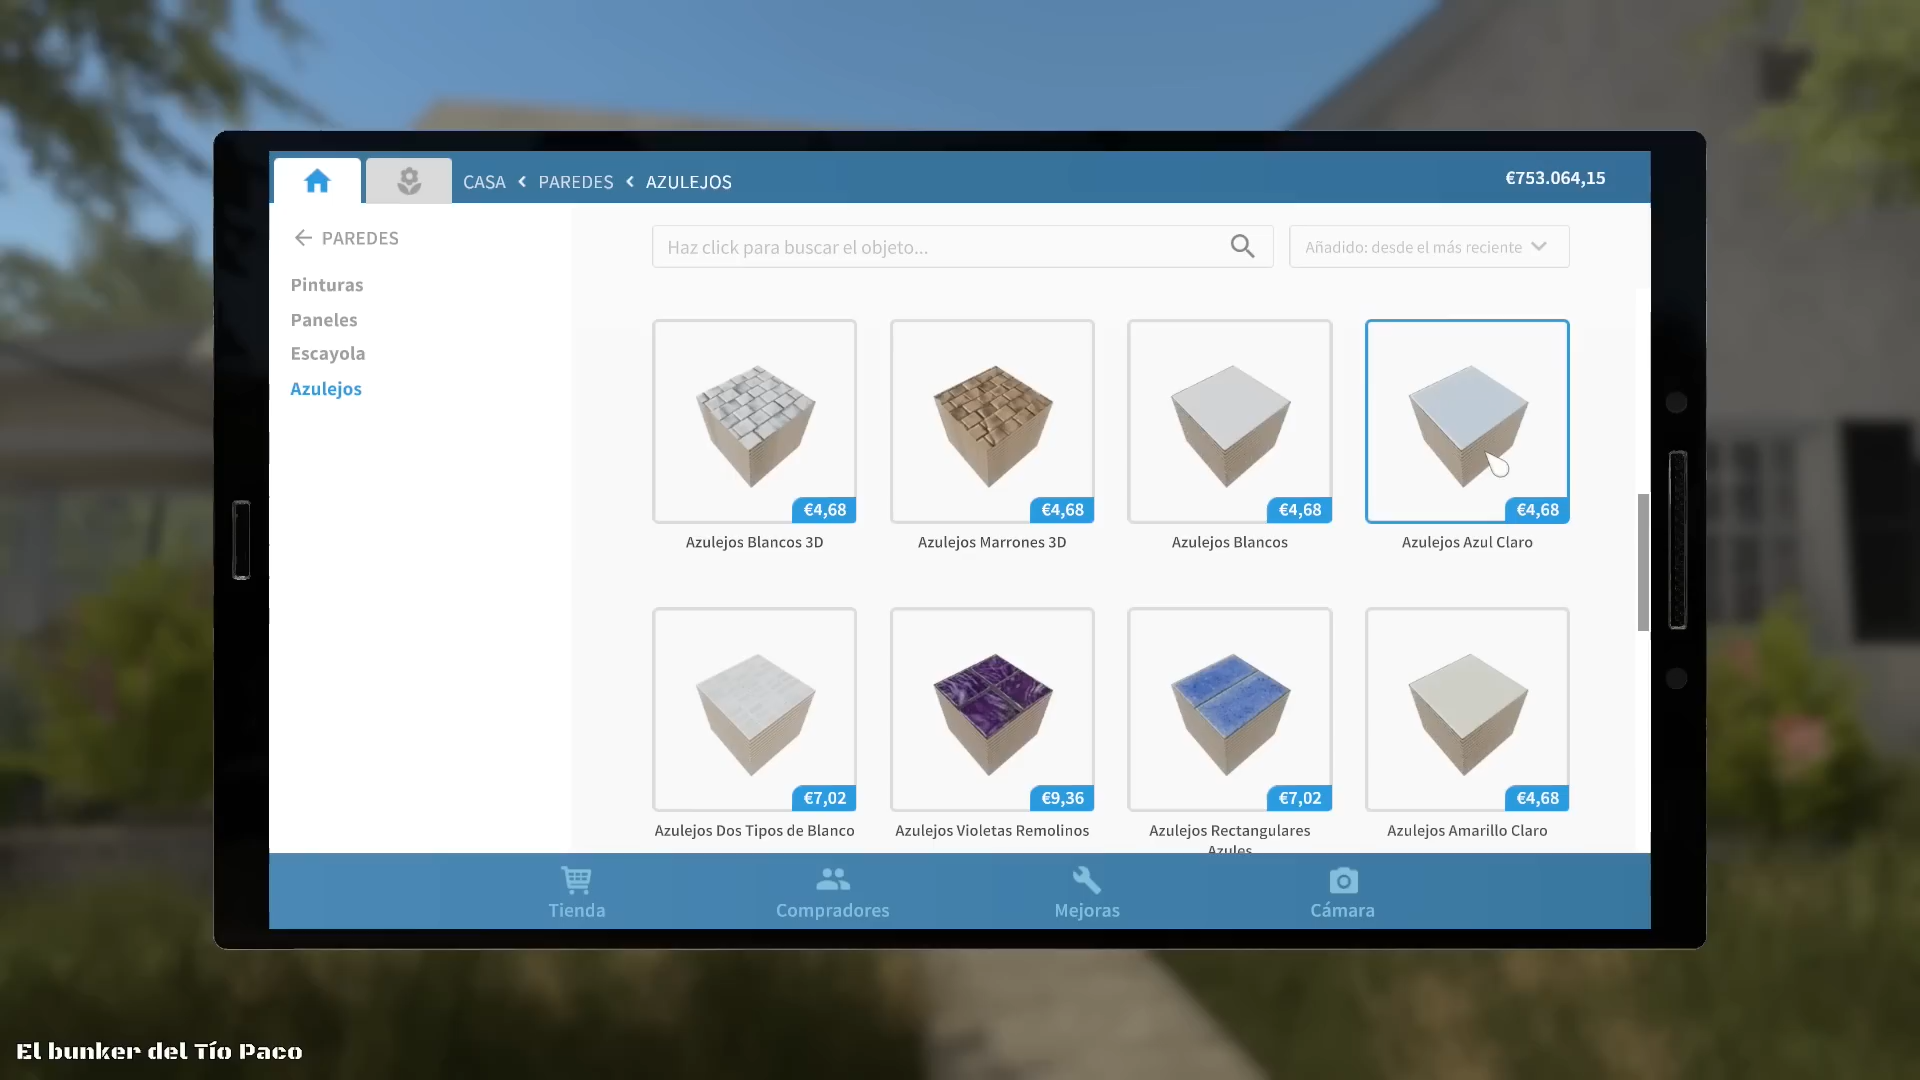 CASA < PAREDES < AZULEJOS
€753.064,15
PAREDES
Pinturas
Paneles
Escayola
Azulejos
Haz click para buscar el objeto...
Añadido: desde el más reciente
€4,68
€4,68
€4,68
€4,68
Azulejos Blancos 3D
Azulejos Marrones 3D
Azulejos Blancos
Azulejos Azul Claro
€7,02
€9,36
€7,02
€4,68
Azulejos Dos Tipos de Blanco
Azulejos Violetas Remolinos
Azulejos Rectangulares
Azules
Azulejos Amarillo Claro
Tienda
Compradores
Mejoras
Cámara
El bunker del Tío Paco